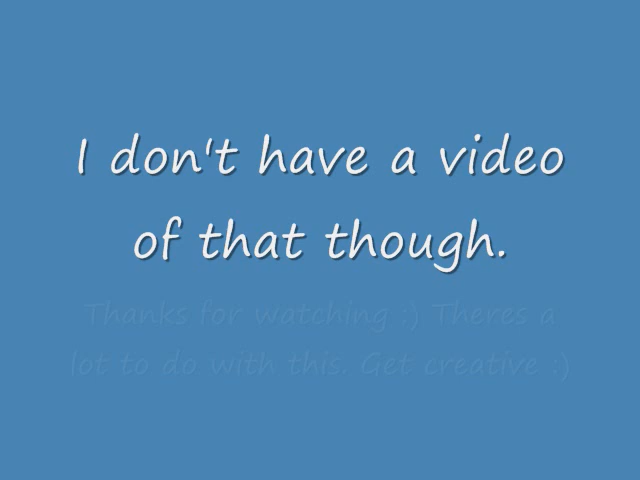 I don't have a video
of that though.
Thanks for watching :) Theres a
lot to do with this. Get creative :)